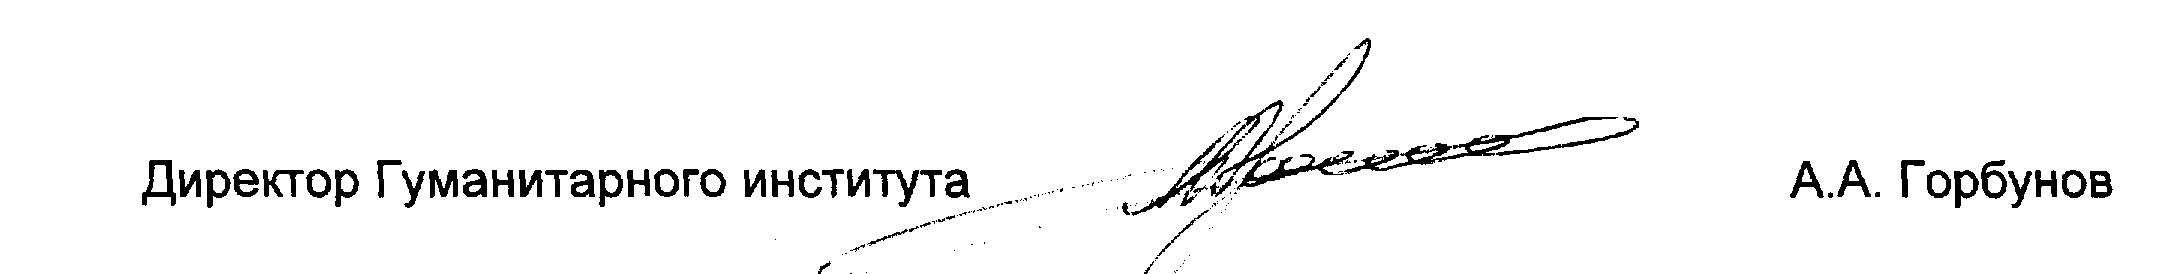 Директор Гуманитарного института А.А. Горбунов